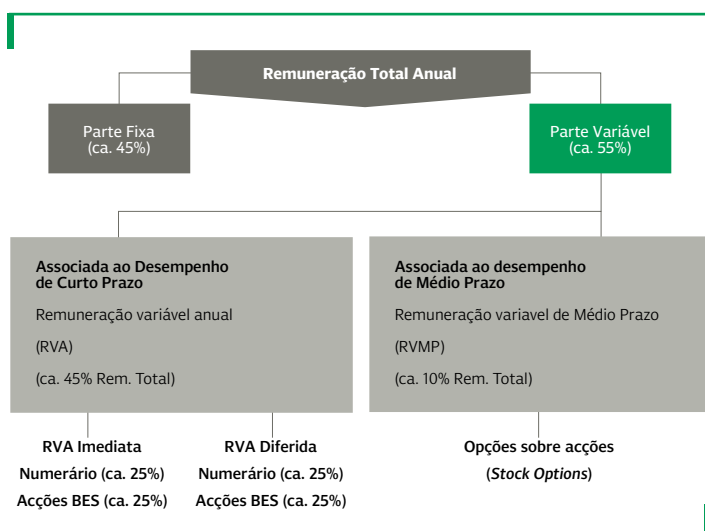 Remuneração Total Anual
Parte Fixa
(ca. 45%)
Parte Variável
(ca. 55%)
Associada ao Desempenho
de Curto Prazo
Remuneração variável anual
(RVA)
(ca. 45% Rem. Total)
Associada ao desempenho
de Médio Prazo
Remuneração variavel de Médio Prazo
(RVMP)
(ca. 10% Rem. Total)
RVA Imediata
Numerário (ca. 25%)
Acções BES (ca. 25%)
RVA Diferida
Numerário (ca. 25%)
Acções BES (ca. 25%)
Opções sobre acções
(Stock Options)